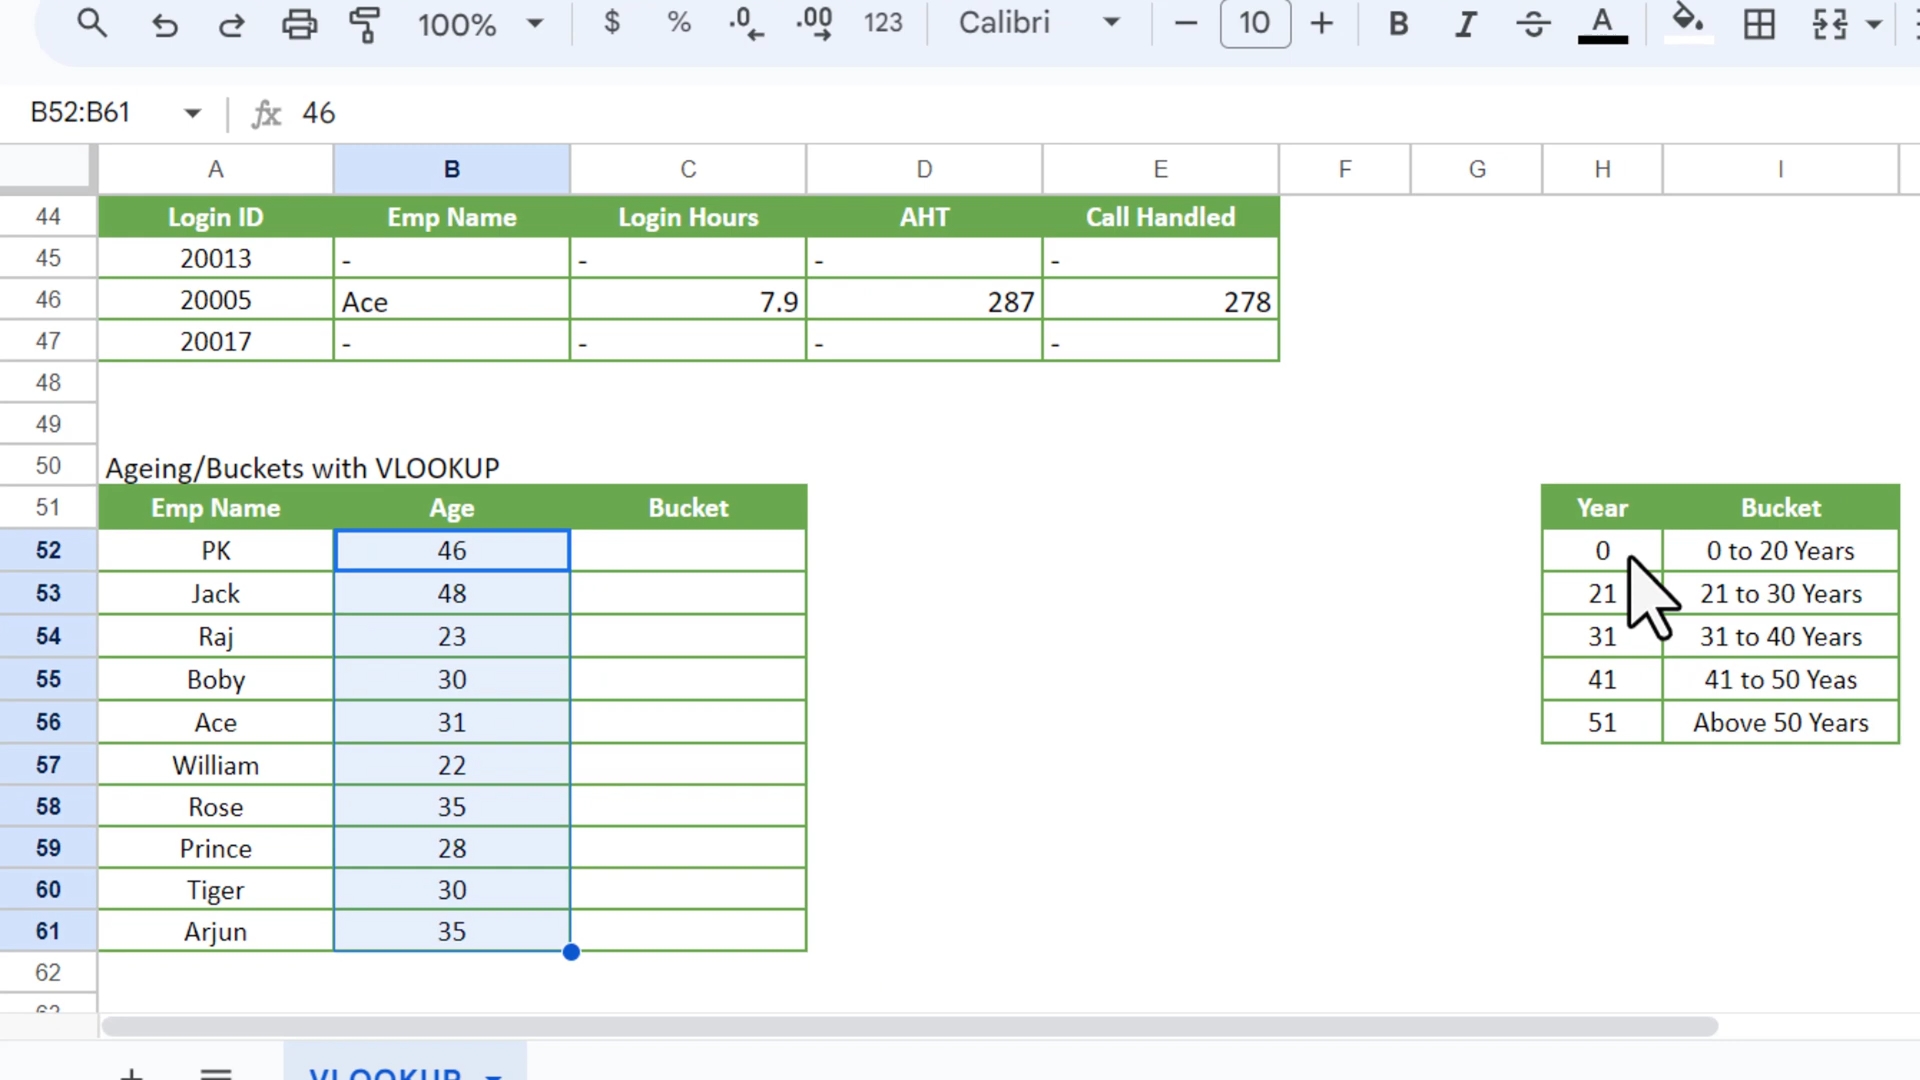 100% $ % .0 .00 123 Calibri 10 B I A
B52:B61 fx 46
A B C D E F G H I
44 Login ID Emp Name Login Hours AHT Call Handled
45 20013 - - - -
46 20005 Ace 7.9 287 278
47 20017 - - - -
48
49
50 Ageing/Buckets with VLOOKUP
51 Emp Name Age Bucket Year Bucket
52 PK 46 0 0 to 20 Years
53 Jack 48 21 21 to 30 Years
54 Raj 23 31 31 to 40 Years
55 Boby 30 41 41 to 50 Yeas
56 Ace 31 51 Above 50 Years
57 William 22
58 Rose 35
59 Prince 28
60 Tiger 30
61 Arjun 35
62
63
VLOOKUP